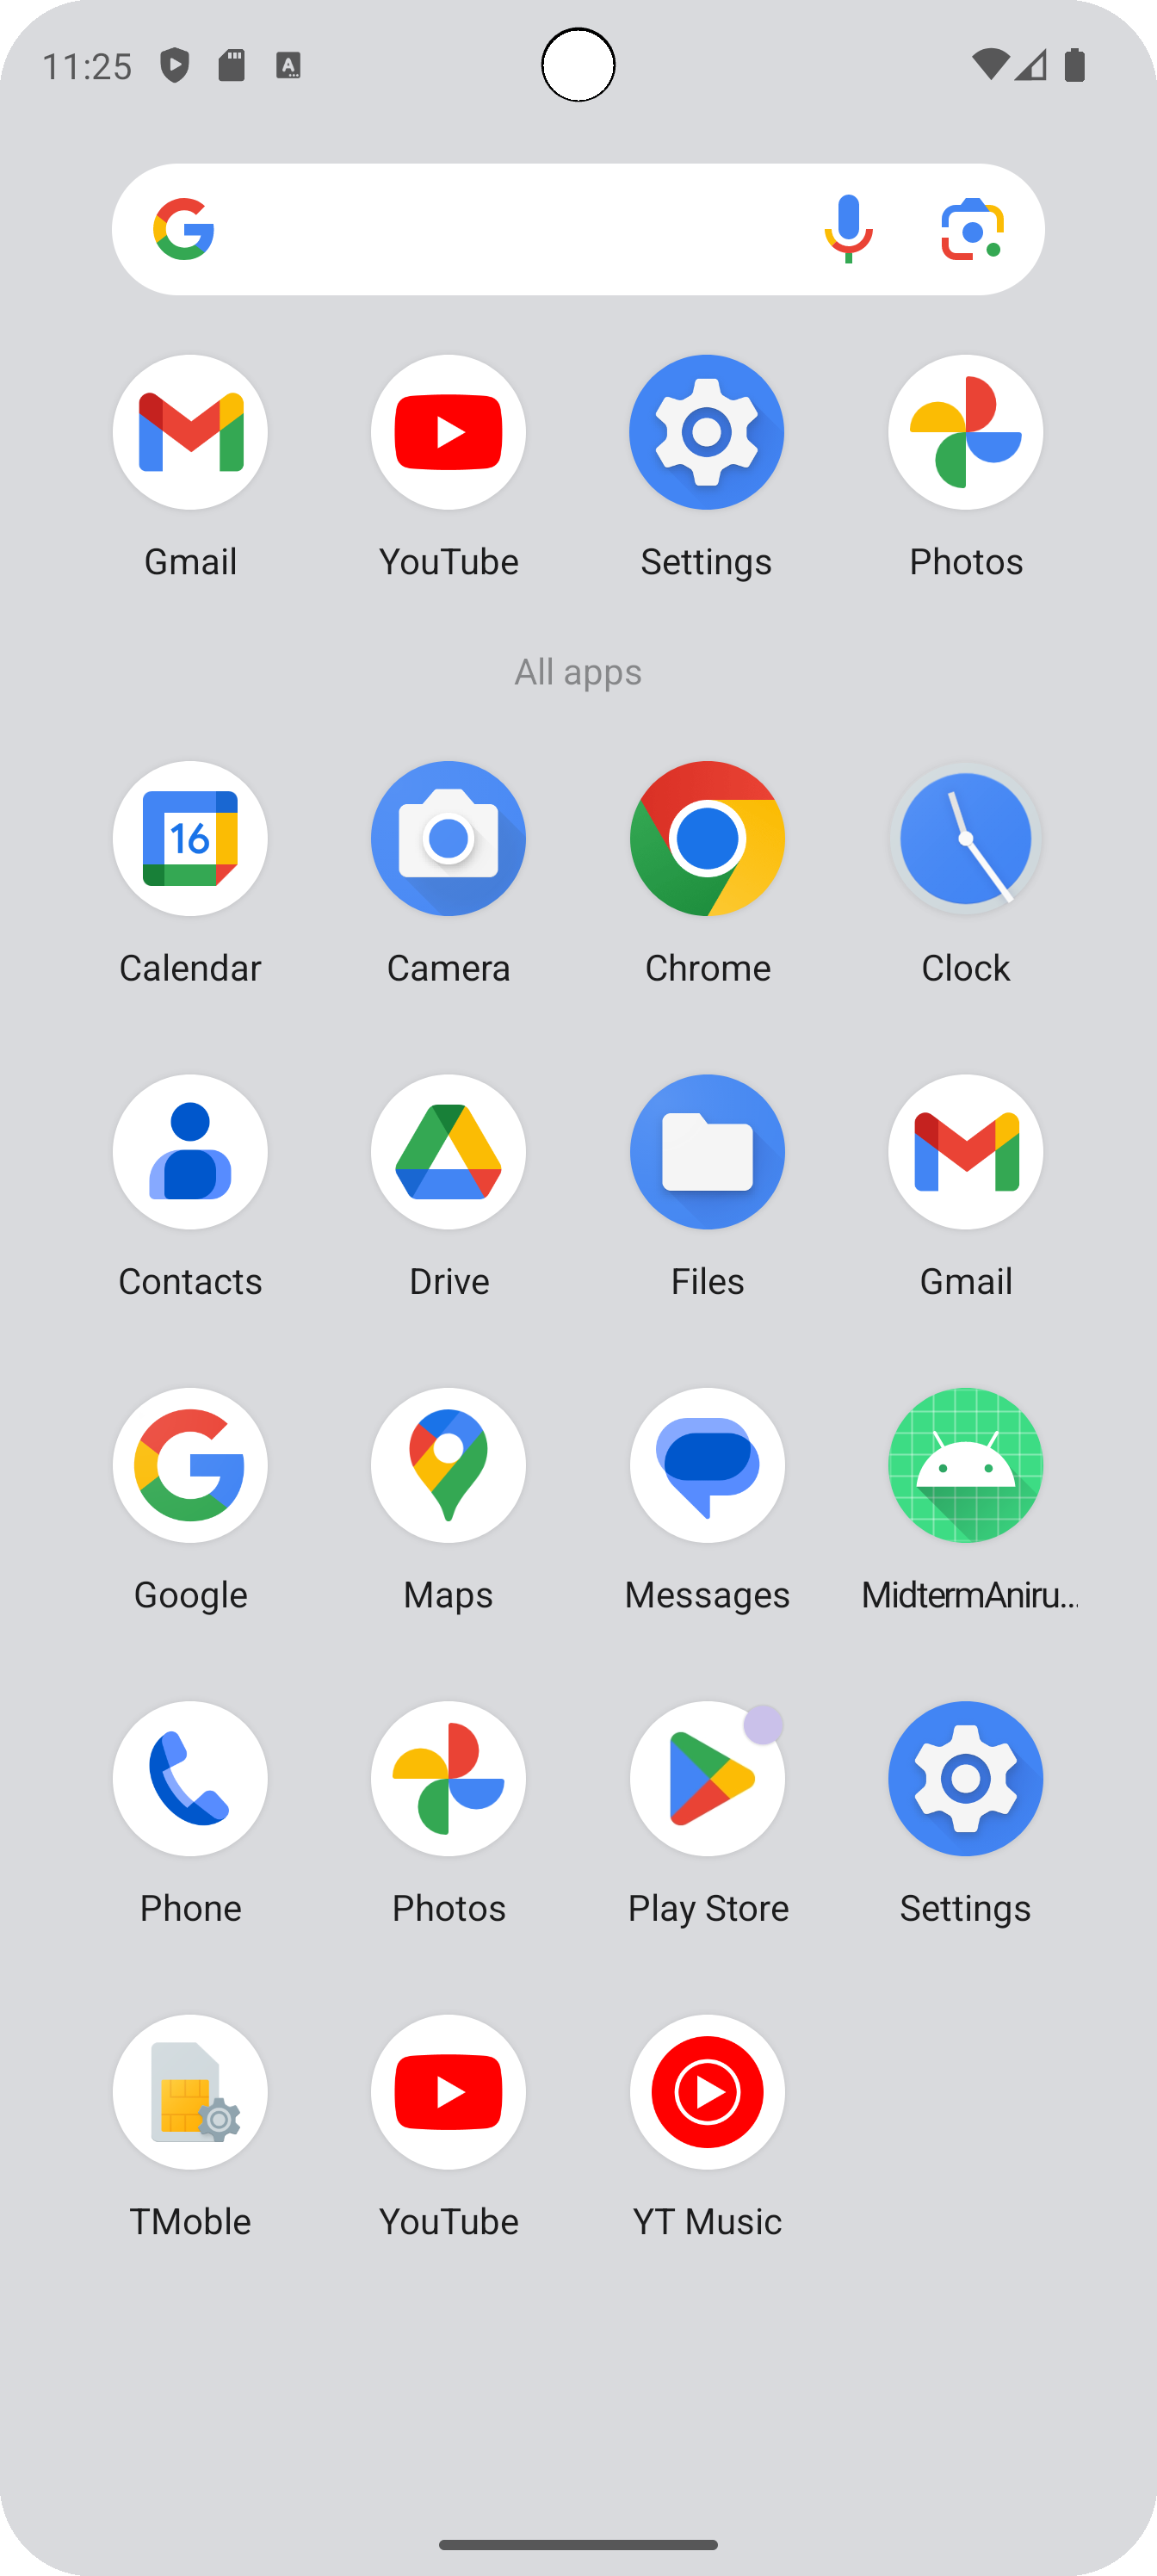 11:25
Gmail YouTube Settings Photos
All apps
16
Calendar Camera Chrome Clock
Contacts Drive Files Gmail
Google Maps Messages MidtermAniru...
Phone Photos Play Store Settings
TMoble YouTube YT Music